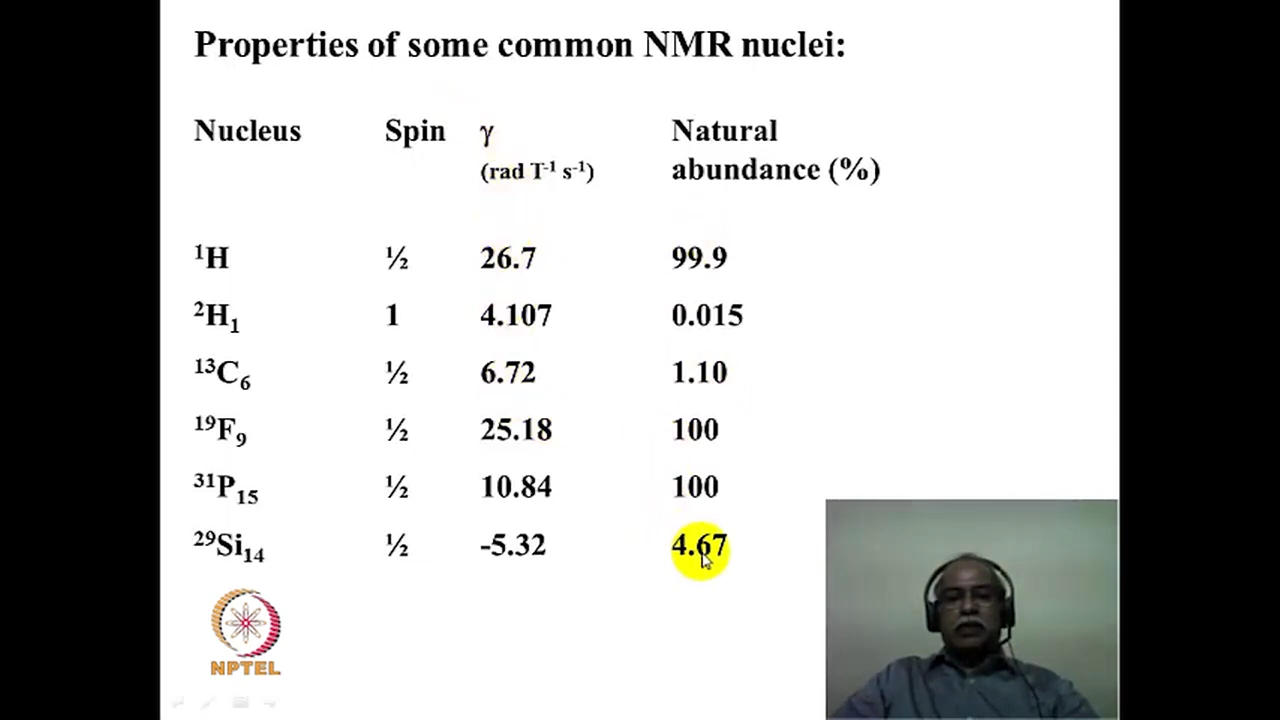 Properties of some common NMR nuclei:
Nucleus Spin γ Natural
(rad T⁻¹ s⁻¹) abundance (%)
¹H ½ 26.7 99.9
²H₁ 1 4.107 0.015
¹³C₆ ½ 6.72 1.10
¹⁹F₉ ½ 25.18 100
³¹P₁₅ ½ 10.84 100
²⁹Si₁₄ ½ -5.32 4.67
NPTEL